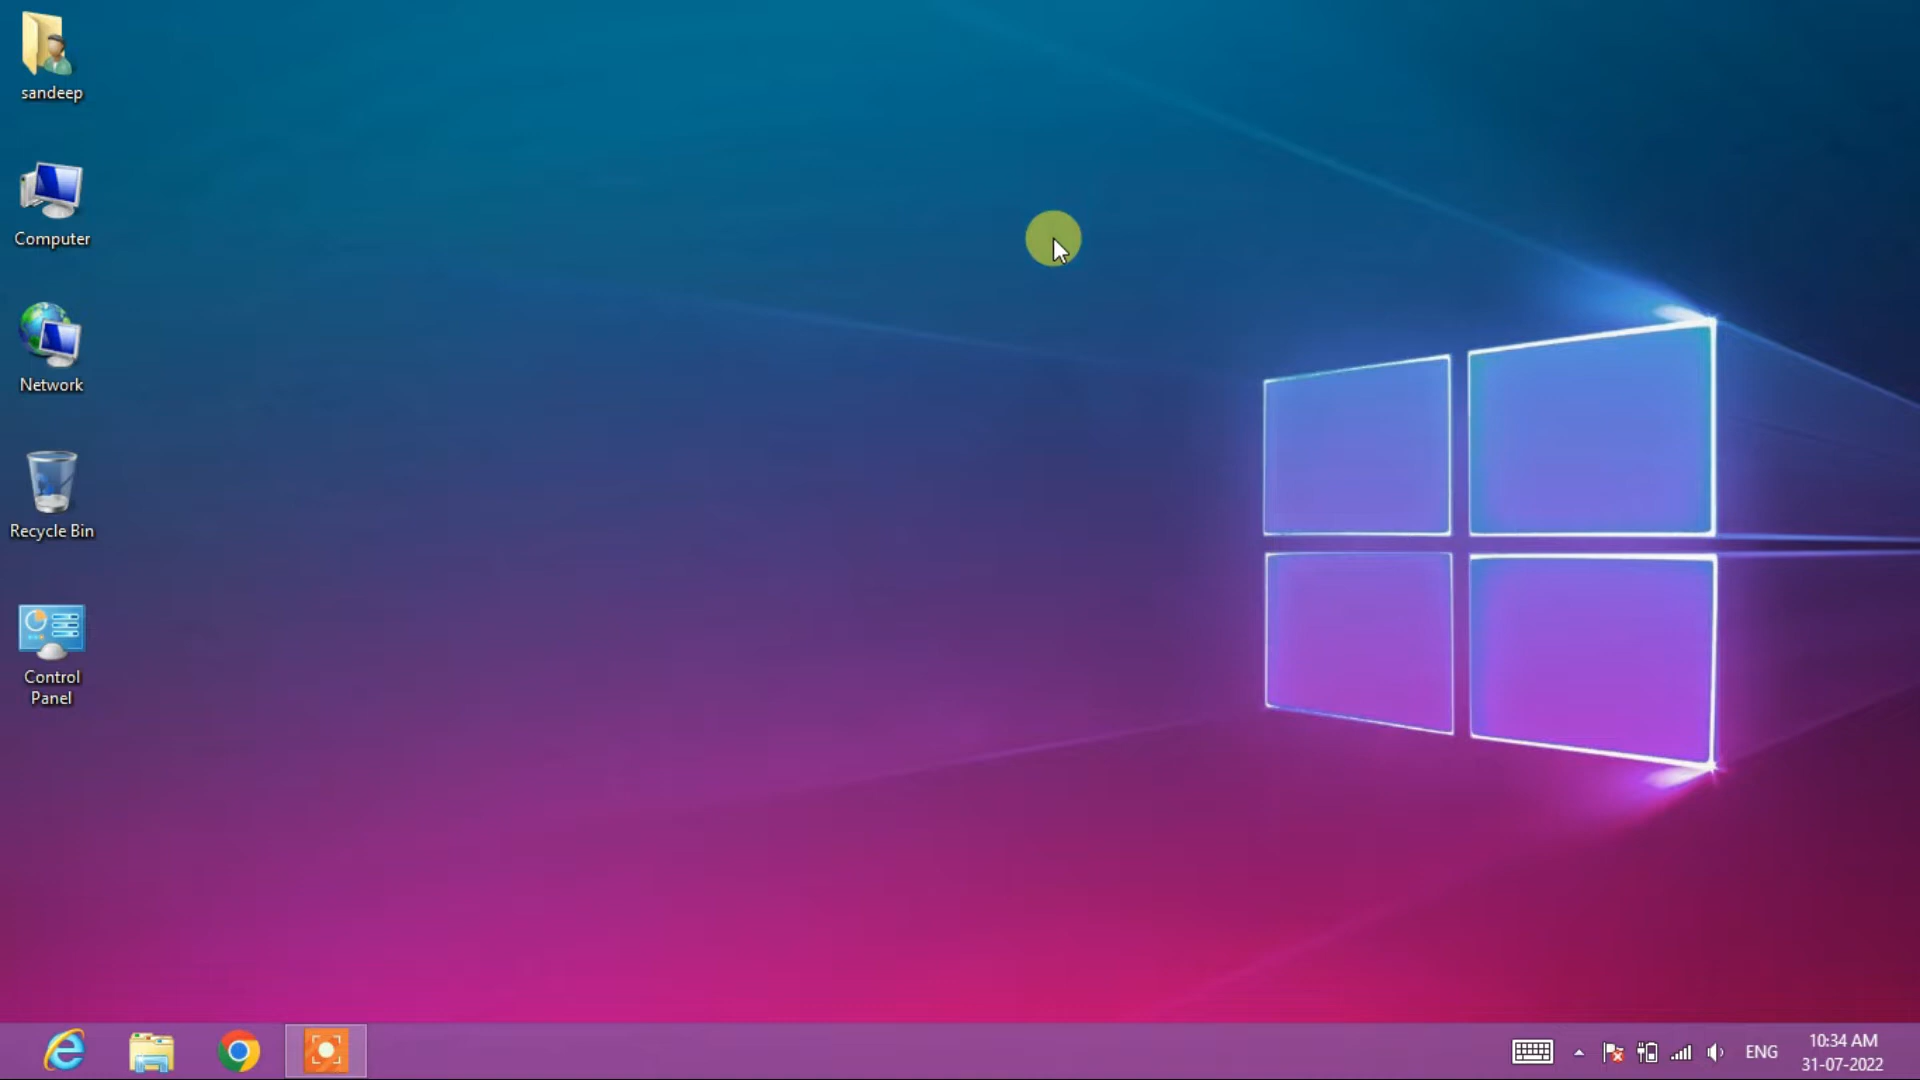 sandeep
Computer
Network
Recycle Bin
Control
Panel
ENG
10:34 AM
31-07-2022